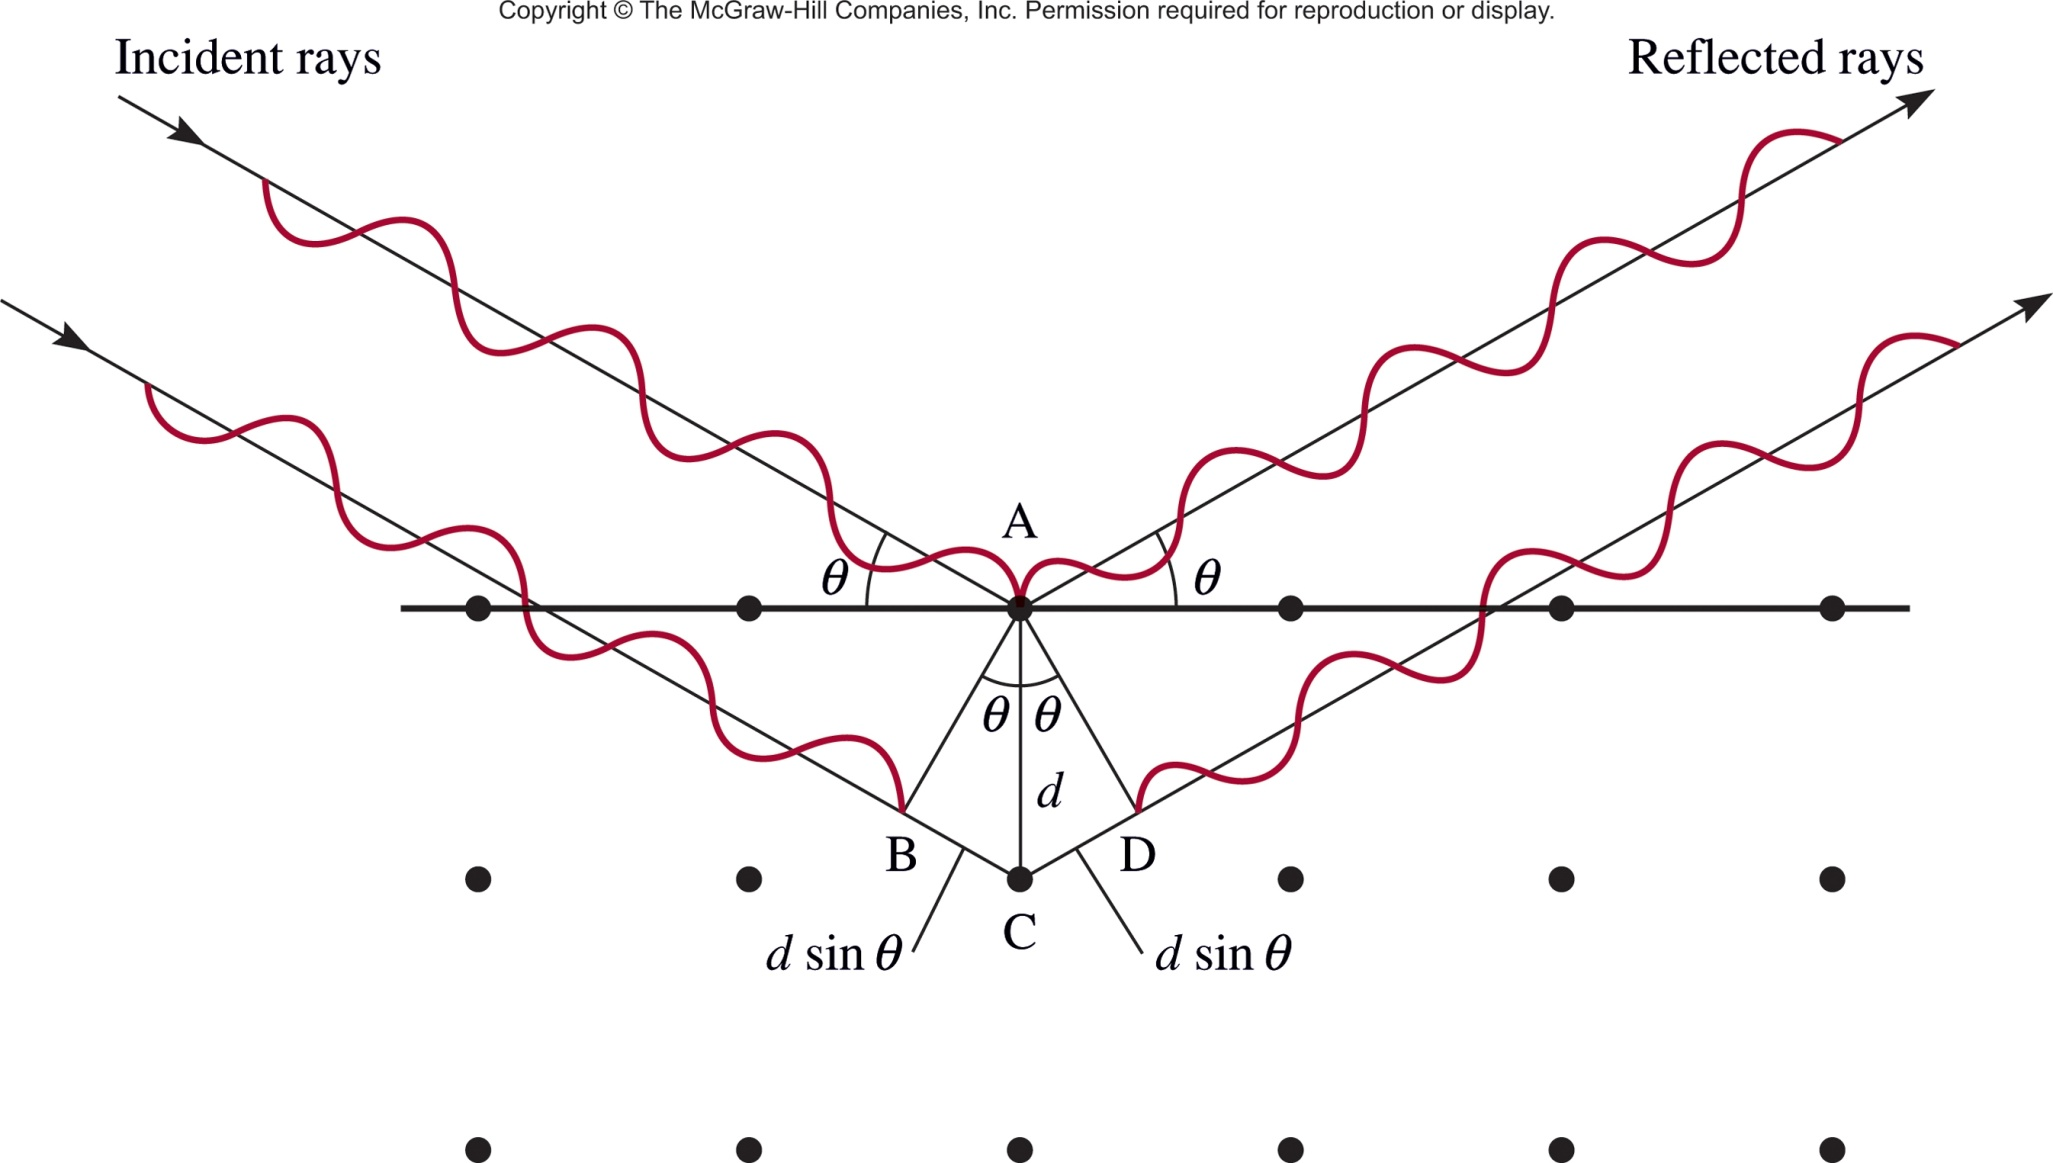 Copyright © The McGraw-Hill Companies, Inc. Permission required for reproduction or display.
Incident rays
Reflected rays
A
θ
θ
θ
θ
d
B
D
C
d sin θ
d sin θ